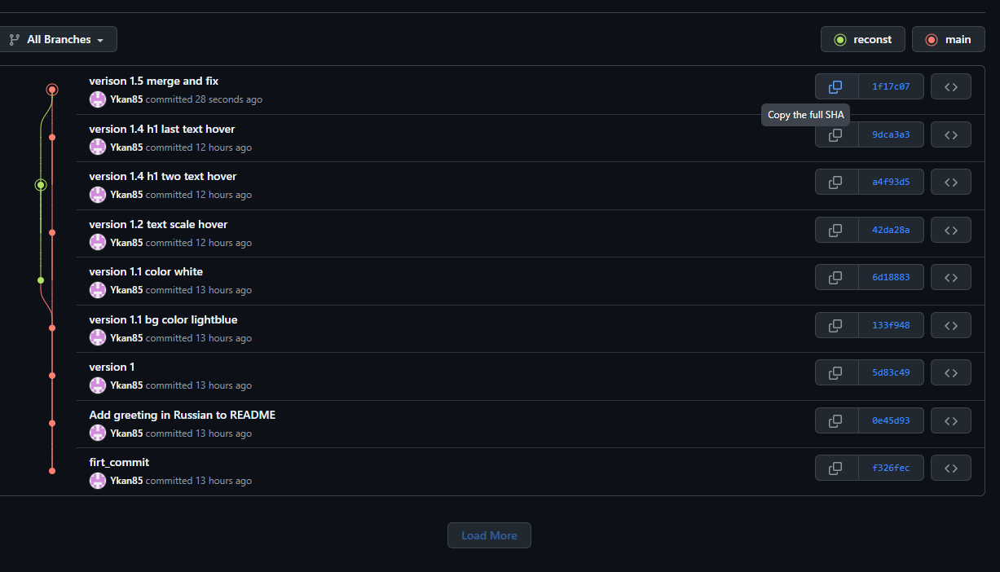 All Branches
reconst
main
verison 1.5 merge and fix
Ykan85 committed 28 seconds ago
1f17c07
Copy the full SHA
version 1.4 h1 last text hover
Ykan85 committed 12 hours ago
9dca3a3
version 1.4 h1 two text hover
Ykan85 committed 12 hours ago
a4f93d5
version 1.2 text scale hover
Ykan85 committed 12 hours ago
42da28a
version 1.1 color white
Ykan85 committed 13 hours ago
6d18883
version 1.1 bg color lightblue
Ykan85 committed 13 hours ago
133f948
version 1
Ykan85 committed 13 hours ago
5d83c49
Add greeting in Russian to README
Ykan85 committed 13 hours ago
0e45d93
firt_commit
Ykan85 committed 13 hours ago
f326fec
Load More